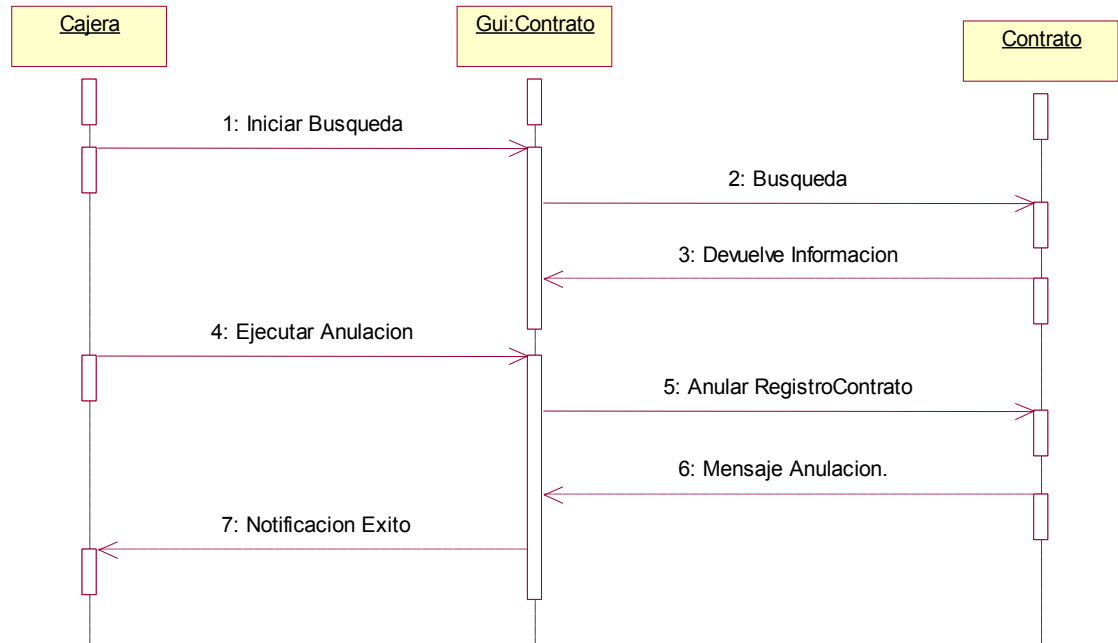 Cajera
Gui:Contrato
Contrato
1: Iniciar Busqueda
2: Busqueda
3: Devuelve Informacion
4: Ejecutar Anulacion
5: Anular RegistroContrato
6: Mensaje Anulacion.
7: Notificacion Exito